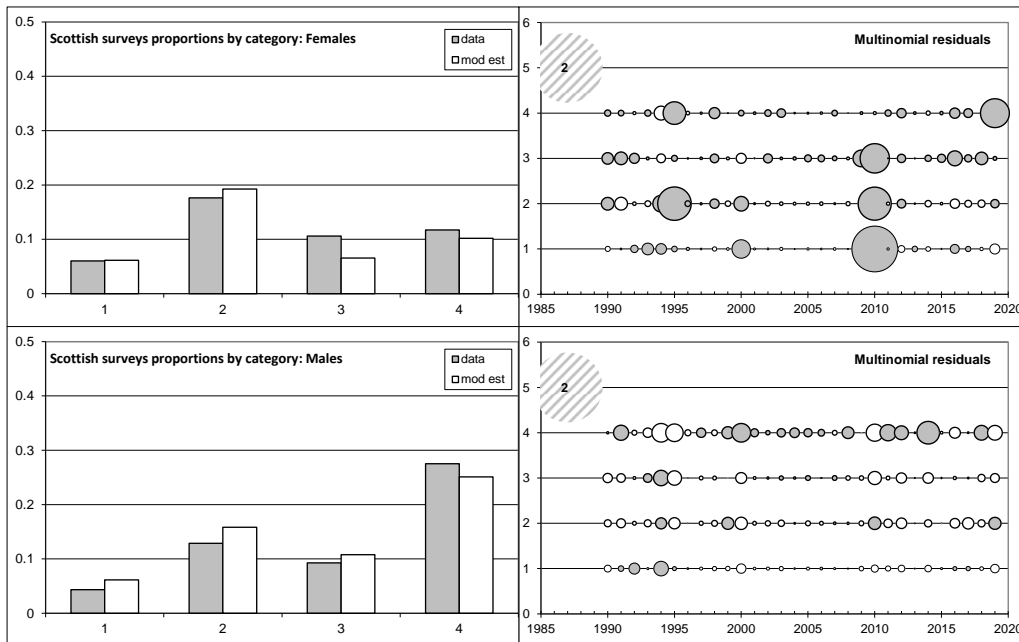 Scottish surveys proportions by category: Females
data
mod est
0.5
0.4
0.3
0.2
0.1
0
1 2 3 4
Multinomial residuals
2
6
5
4
3
2
1
0
1985 1990 1995 2000 2005 2010 2015 2020
Scottish surveys proportions by category: Males
data
mod est
0.5
0.4
0.3
0.2
0.1
0
1 2 3 4
Multinomial residuals
2
6
5
4
3
2
1
0
1985 1990 1995 2000 2005 2010 2015 2020